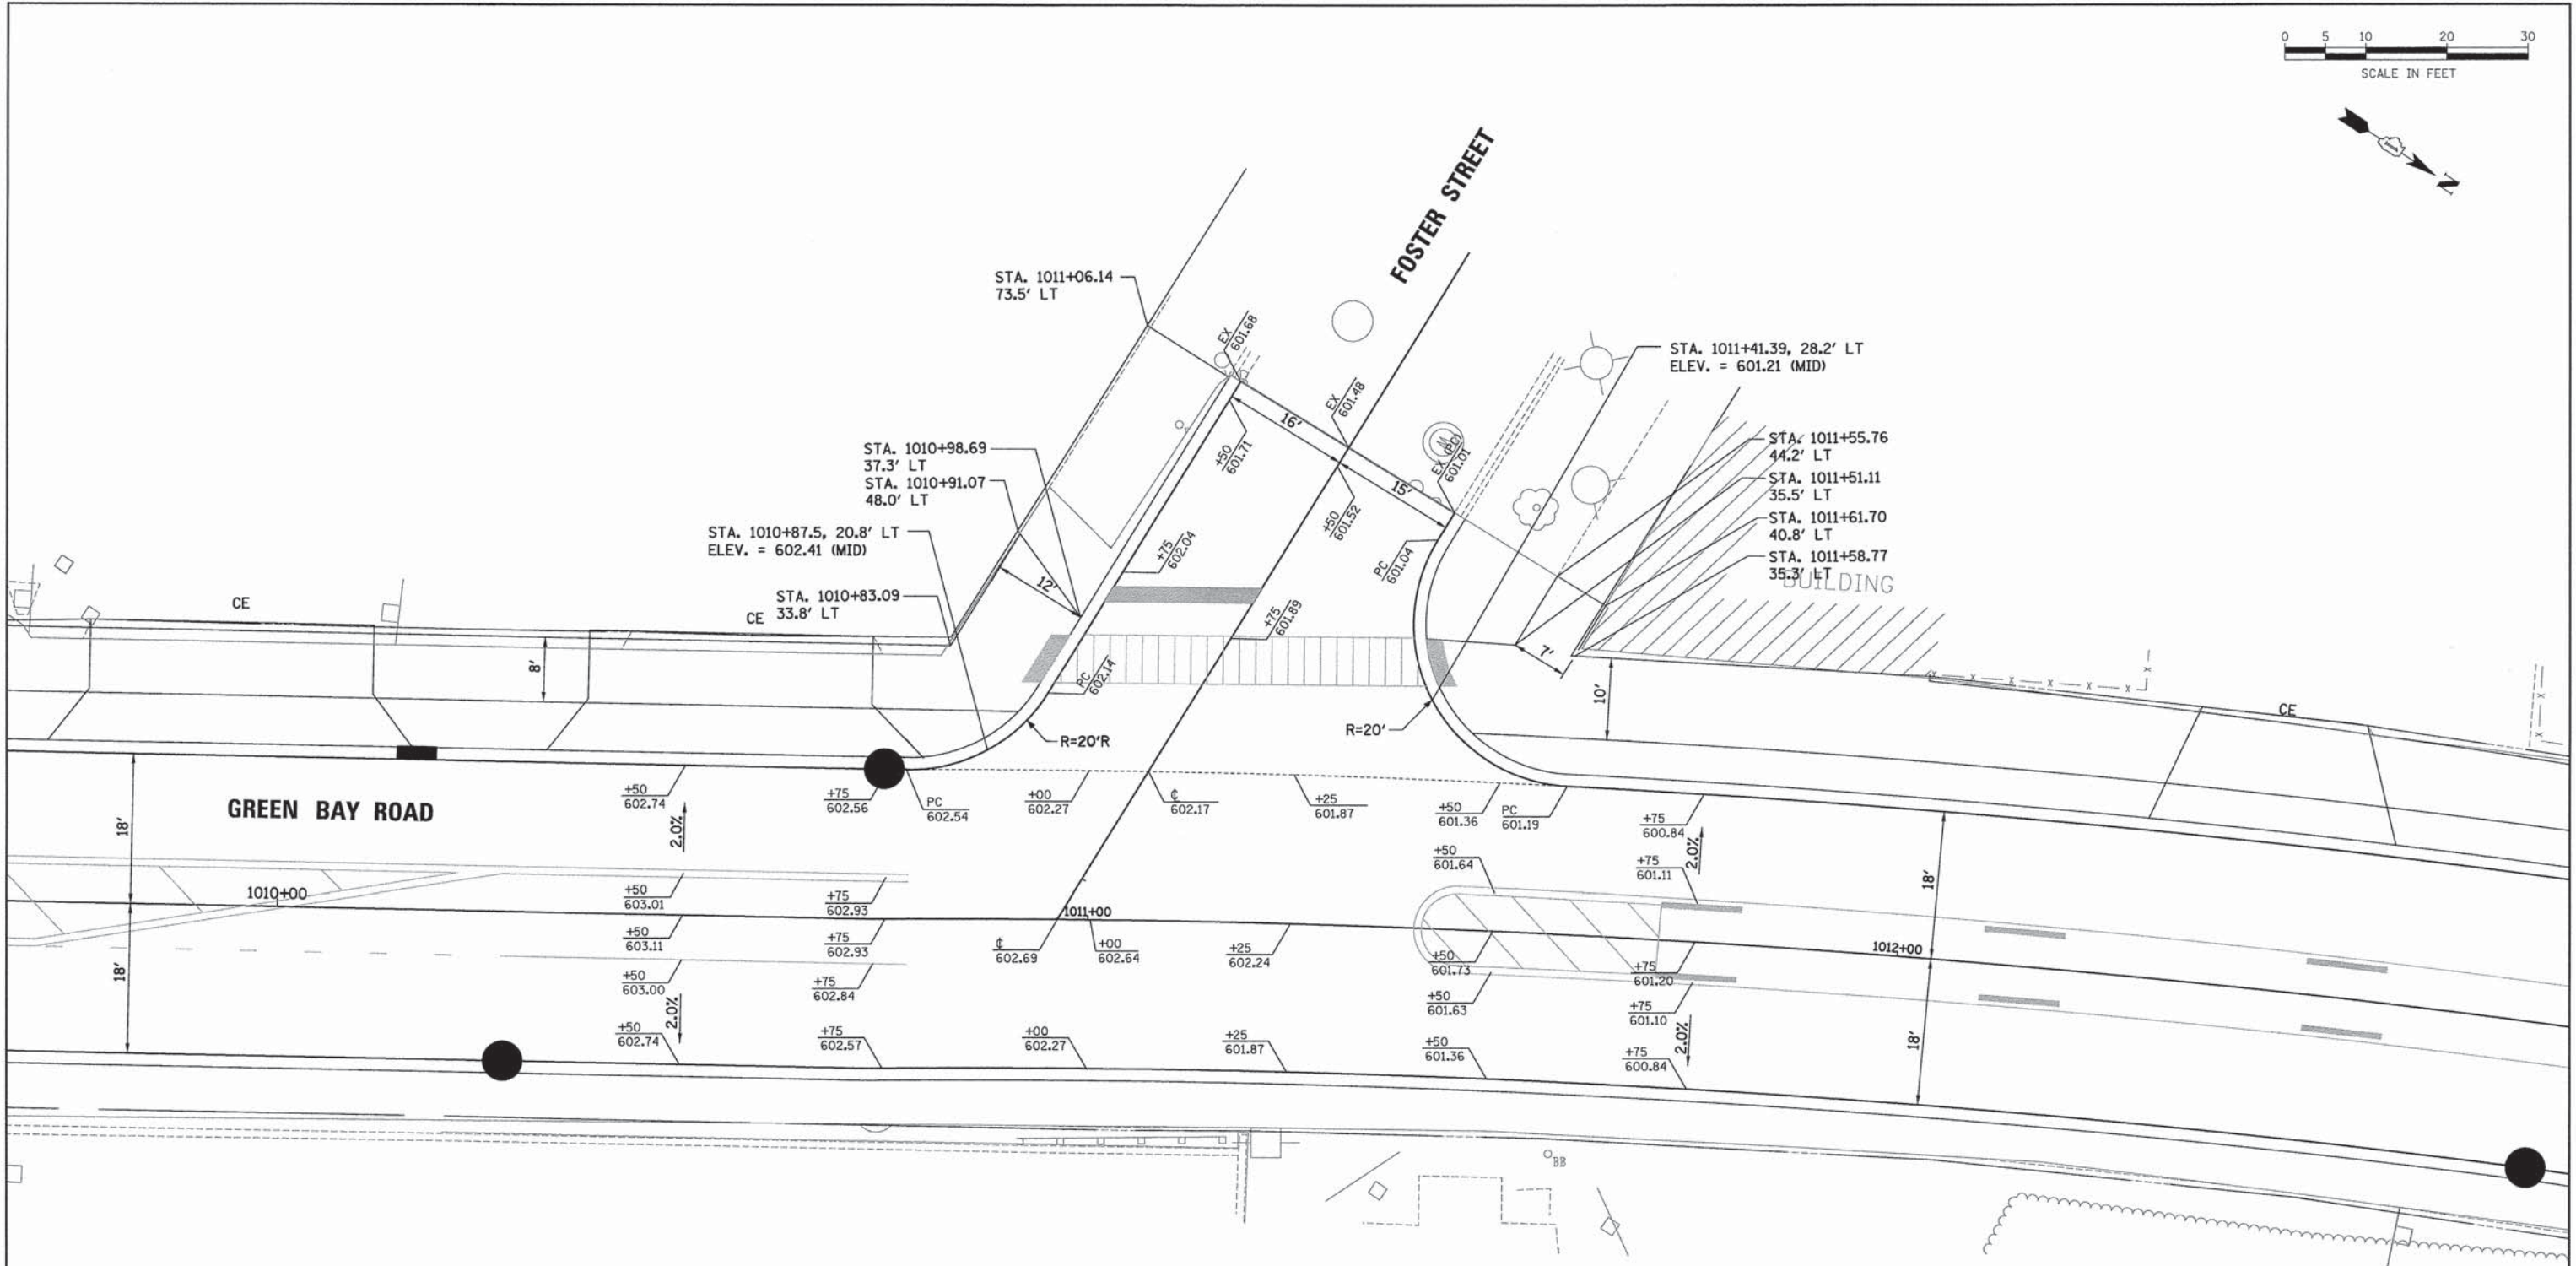 0 5 10 20 30
SCALE IN FEET
N
FOSTER STREET
STA. 1011+06.14
73.5' LT
EX
601.68
EX
601.48
STA. 1011+41.39, 28.2' LT
ELEV. = 601.21 (MID)
16'
+50
601.71
EX (PC)
601.01
15'
+50
601.52
STA. 1010+98.69
37.3' LT
STA. 1010+91.07
48.0' LT
STA. 1011+55.76
44.2' LT
STA. 1011+51.11
35.5' LT
STA. 1011+61.70
40.8' LT
STA. 1011+58.77
35.3' LT
BUILDING
STA. 1010+87.5, 20.8' LT
ELEV. = 602.41 (MID)
+75
602.04
PC
601.04
12'
STA. 1010+83.09
33.8' LT
CE
CE
+75
601.89
8'
PC
602.14
7'
10'
CE
R=20'R
R=20'
GREEN BAY ROAD
18'
+50
602.74
2.0%
+75
602.56
PC
602.54
+00
602.27
℄
602.17
+25
601.87
+50
601.36
PC
601.19
+75
600.84
2.0%
1010+00
+50
603.01
+75
602.93
1011+00
+50
601.64
+75
601.11
18'
18'
+50
603.11
+75
602.93
℄
602.69
+00
602.64
+25
602.24
+50
601.73
+75
601.20
1012+00
+50
603.00
+75
602.84
+50
601.63
+75
601.10
2.0%
+50
602.74
+75
602.57
+00
602.27
+25
601.87
+50
601.36
+75
600.84
2.0%
18'
BB